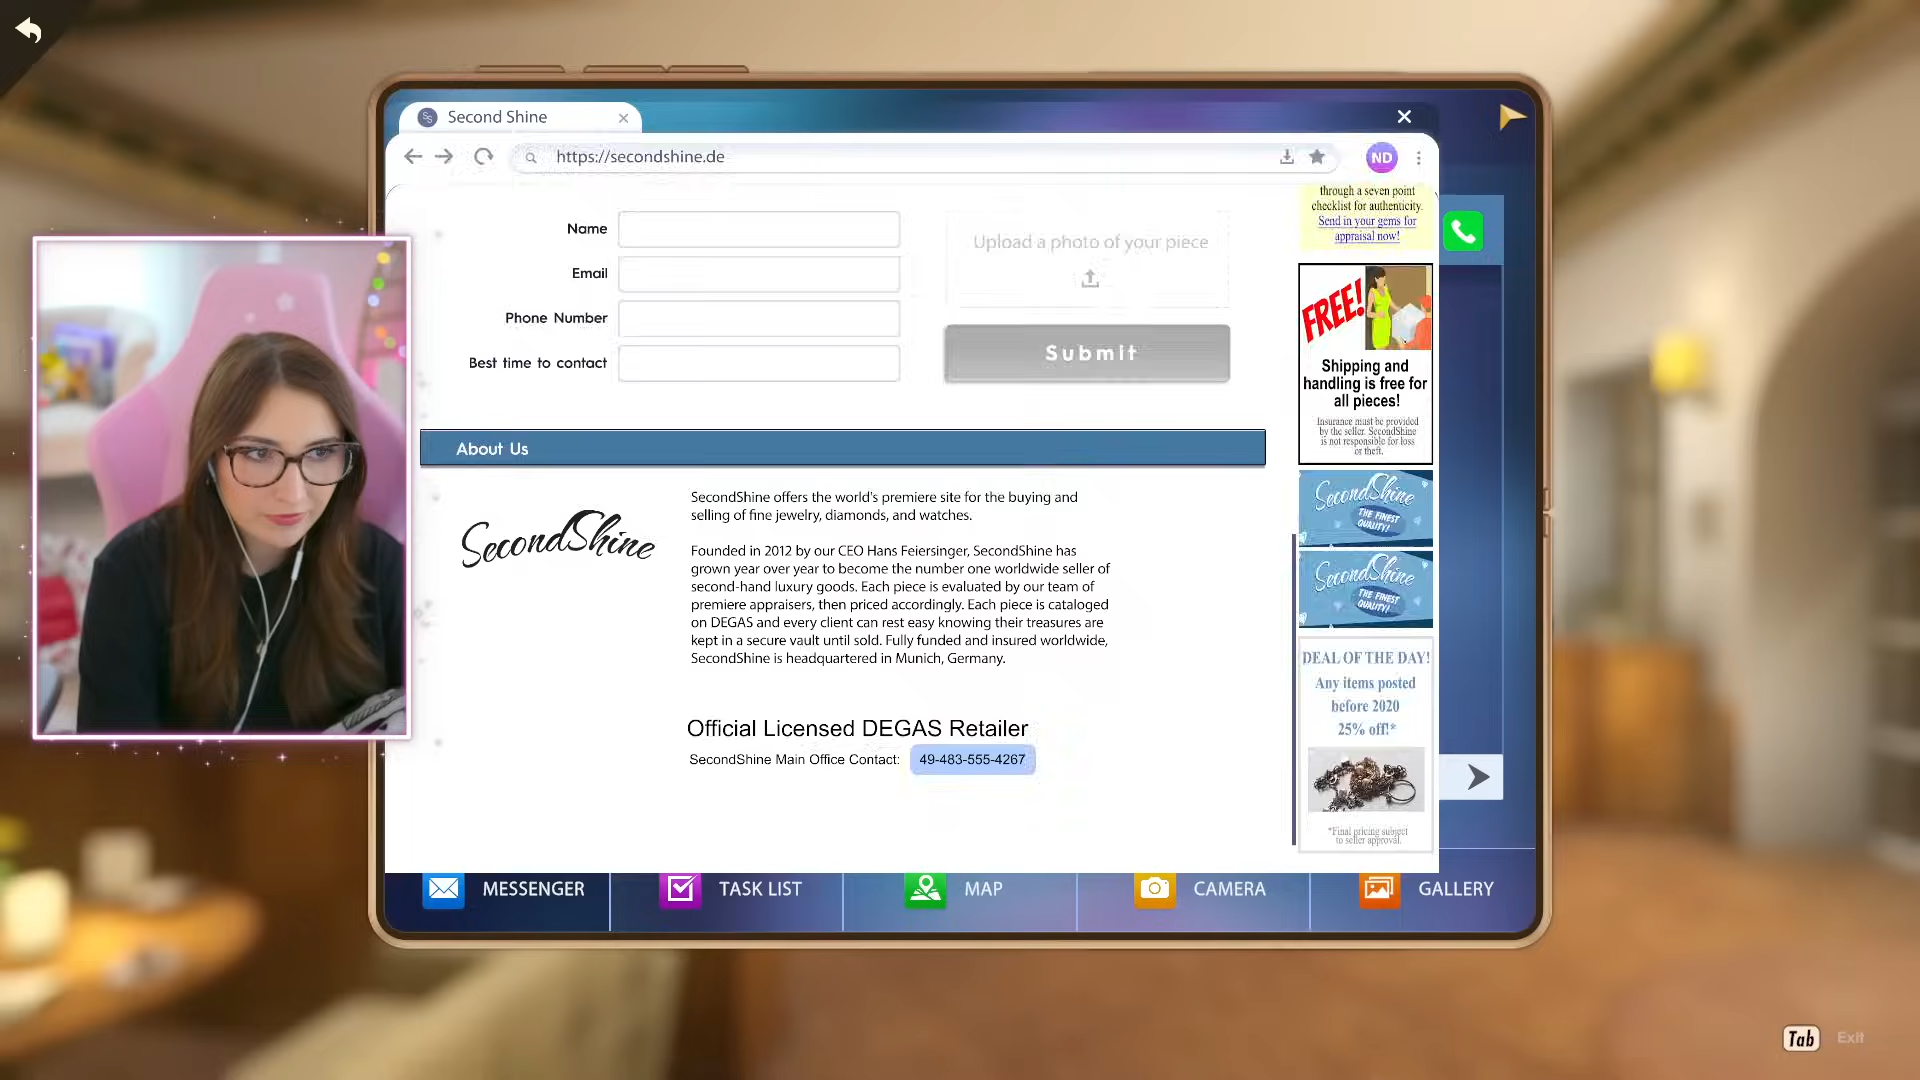 Second Shine
https://secondshine.de
ND
Name
Email
Phone Number
Best time to contact
Upload a photo of your piece
Submit
About Us
SecondShine
SecondShine offers the world's premiere site for the buying and
selling of fine jewelry, diamonds, and watches.
Founded in 2012 by our CEO Hans Feiersinger, SecondShine has
grown year over year to become the number one worldwide seller of
second-hand luxury goods. Each piece is evaluated by our team of
premiere appraisers, then priced accordingly. Each piece is cataloged
on DEGAS and every client can rest easy knowing their treasures are
kept in a secure vault until sold. Fully funded and insured worldwide,
SecondShine is headquartered in Munich, Germany.
Official Licensed DEGAS Retailer
SecondShine Main Office Contact: 49-483-555-4267
through a seven point
checklist for authenticity.
Send in your gems for
appraisal now!
FREE!
Shipping and
handling is free for
all pieces!
Insurance must be provided
by the seller. SecondShine
is not responsible for loss
or theft.
SecondShine
THE FINEST
QUALITY!
SecondShine
THE FINEST
QUALITY!
DEAL OF THE DAY!
Any items posted
before 2020
25% off!*
*Final pricing subject
to seller approval.
MESSENGER
TASK LIST
MAP
CAMERA
GALLERY
Tab Exit